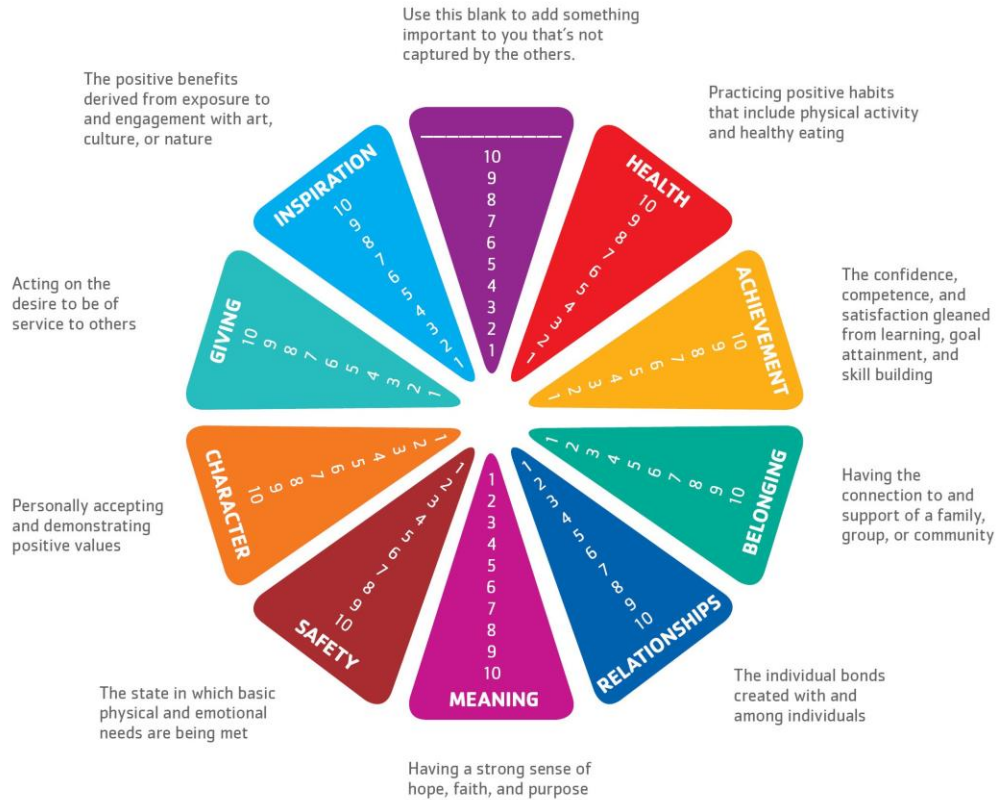 Use this blank to add something
important to you that's not
captured by the others.
__________
10
9
8
7
6
5
4
3
2
1
Practicing positive habits
that include physical activity
and healthy eating
HEALTH
10
9
8
7
6
5
4
3
2
1
The confidence,
competence, and
satisfaction gleaned
from learning, goal
attainment, and
skill building
ACHIEVEMENT
10
9
8
7
6
5
4
3
2
1
Having the
connection to and
support of a family,
group, or community
BELONGING
1
2
3
4
5
6
7
8
9
10
The individual bonds
created with and
among individuals
RELATIONSHIPS
1
2
3
4
5
6
7
8
9
10
1
2
3
4
5
6
7
8
9
10
MEANING
Having a strong sense of
hope, faith, and purpose
1
2
3
4
5
6
7
8
9
10
SAFETY
The state in which basic
physical and emotional
needs are being met
CHARACTER
10
9
8
7
6
5
4
3
2
1
Personally accepting
and demonstrating
positive values
GIVING
10
9
8
7
6
5
4
3
2
1
Acting on the
desire to be of
service to others
INSPIRATION
10
9
8
7
6
5
4
3
2
1
The positive benefits
derived from exposure to
and engagement with art,
culture, or nature